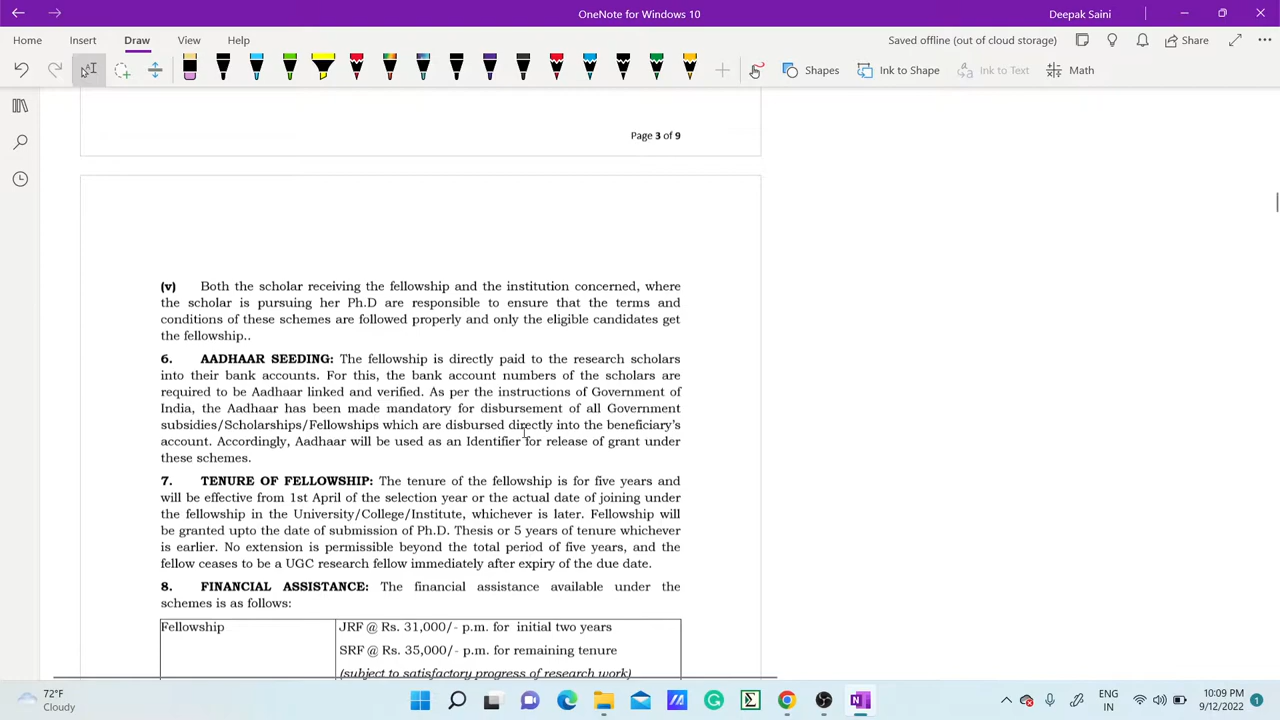 OneNote for Windows 10
Deepak Saini
Home Insert Draw View Help
Saved offline (out of cloud storage)
Share
Shapes
Ink to Shape
Ink to Text
Math
Page 3 of 9
(v) Both the scholar receiving the fellowship and the institution concerned, where
the scholar is pursuing her Ph.D are responsible to ensure that the terms and
conditions of these schemes are followed properly and only the eligible candidates get
the fellowship..
6. AADHAAR SEEDING: The fellowship is directly paid to the research scholars
into their bank accounts. For this, the bank account numbers of the scholars are
required to be Aadhaar linked and verified. As per the instructions of Government of
India, the Aadhaar has been made mandatory for disbursement of all Government
subsidies/Scholarships/Fellowships which are disbursed directly into the beneficiary's
account. Accordingly, Aadhaar will be used as an Identifier for release of grant under
these schemes.
7. TENURE OF FELLOWSHIP: The tenure of the fellowship is for five years and
will be effective from 1st April of the selection year or the actual date of joining under
the fellowship in the University/College/Institute, whichever is later. Fellowship will
be granted upto the date of submission of Ph.D. Thesis or 5 years of tenure whichever
is earlier. No extension is permissible beyond the total period of five years, and the
fellow ceases to be a UGC research fellow immediately after expiry of the due date.
8. FINANCIAL ASSISTANCE: The financial assistance available under the
schemes is as follows:
Fellowship
JRF @ Rs. 31,000/- p.m. for initial two years
SRF @ Rs. 35,000/- p.m. for remaining tenure
(subject to satisfactory progress of research work)
72°F
Cloudy
ENG
IN
10:09 PM
9/12/2022
1